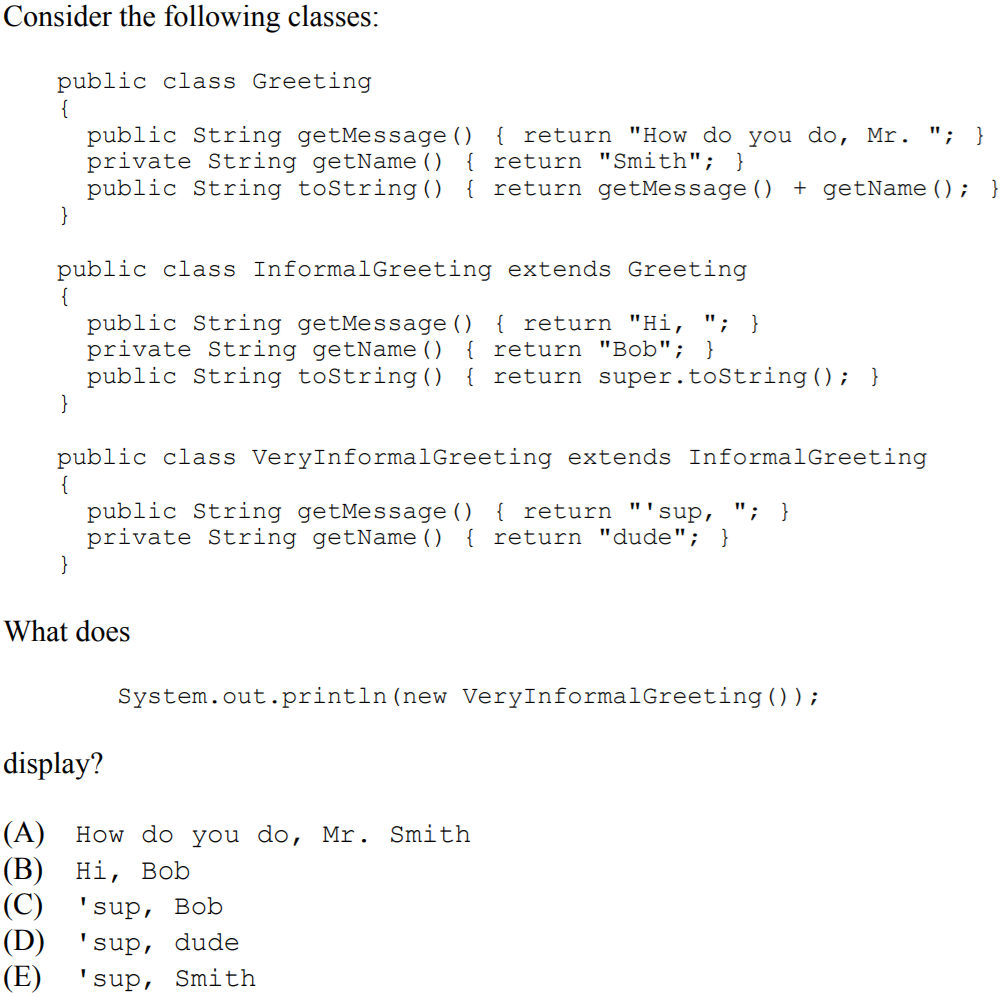 Consider the following classes:
public class Greeting
{
  public String getMessage() { return "How do you do, Mr. "; }
  private String getName() { return "Smith"; }
  public String toString() { return getMessage() + getName(); }
}
public class InformalGreeting extends Greeting
{
  public String getMessage() { return "Hi, "; }
  private String getName() { return "Bob"; }
  public String toString() { return super.toString(); }
}
public class VeryInformalGreeting extends InformalGreeting
{
  public String getMessage() { return "'sup, "; }
  private String getName() { return "dude"; }
}
What does
System.out.println(new VeryInformalGreeting());
display?
(A) How do you do, Mr. Smith
(B) Hi, Bob
(C) 'sup, Bob
(D) 'sup, dude
(E) 'sup, Smith